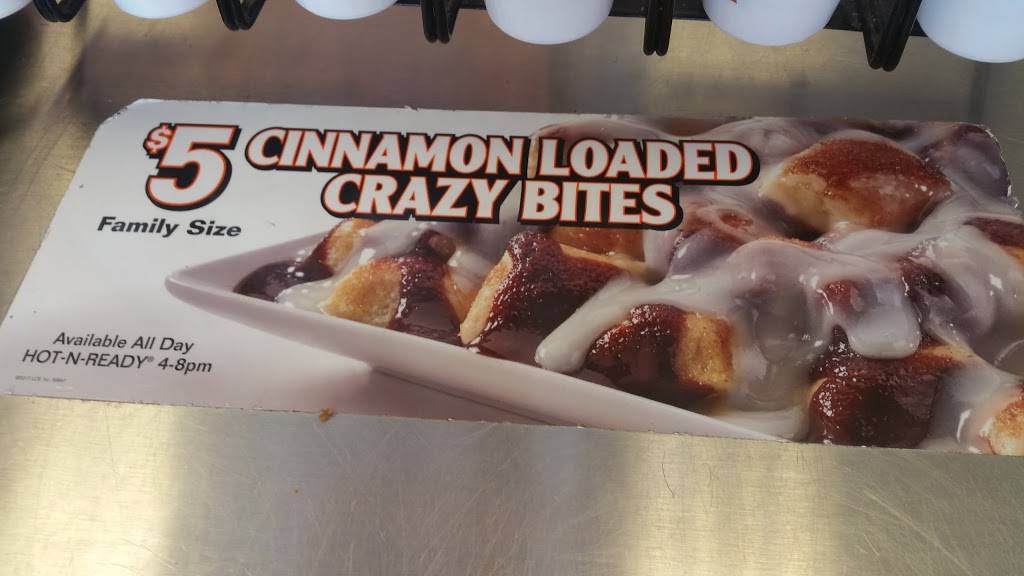 $5 CINNAMON LOADED
CRAZY BITES
Family Size
Available All Day
HOT-N-READY® 4-8pm